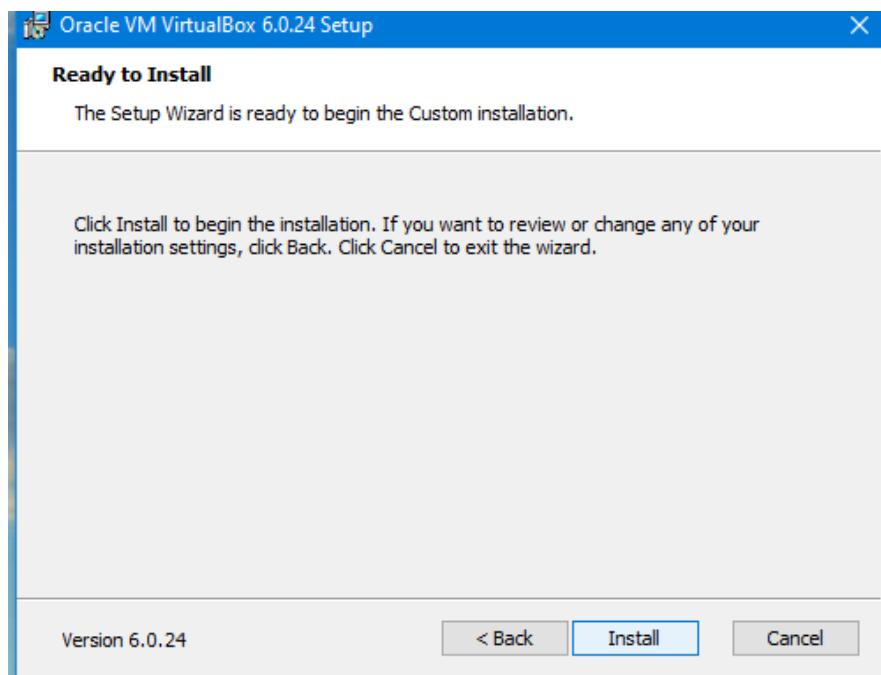 Oracle VM VirtualBox 6.0.24 Setup
Ready to Install
The Setup Wizard is ready to begin the Custom installation.
Click Install to begin the installation. If you want to review or change any of your
installation settings, click Back. Click Cancel to exit the wizard.
Version 6.0.24
< Back
Install
Cancel